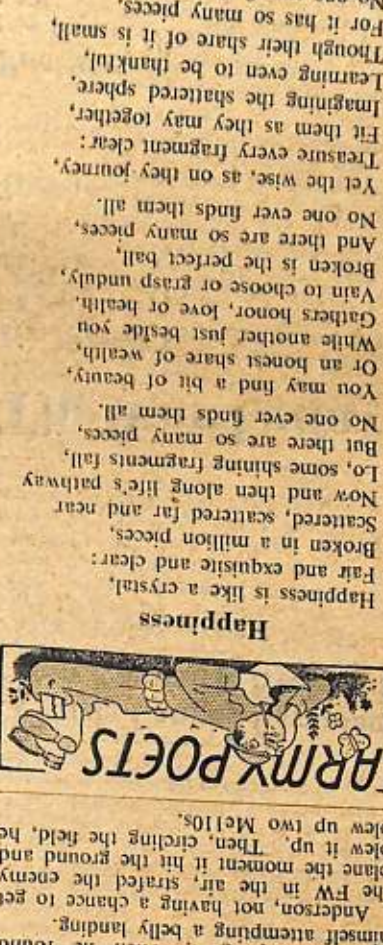 himself attempting a belly landing.
Anderson, not having a chance to get
he FW in the air, strafed the enemy
plane the moment it hit the ground and
blew it up. Then, circling the field, he
blew up two Me110s.
ARMY POETS
Happiness
Happiness is like a crystal,
Fair and exquisite and clear:
Broken in a million pieces,
Scattered, scattered far and near
Now and then along life's pathway
Lo, some shining fragments fall,
But there are so many pieces,
No one ever finds them all.
You may find a bit of beauty,
Or an honest share of wealth,
While another just beside you
Gathers honor, love or health.
Vain to choose or grasp unduly,
Broken is the perfect ball,
And there are so many pieces,
No one ever finds them all.
Yet the wise, as on they journey,
Treasure every fragment clear:
Fit them as they may together,
Imagining the shattered sphere.
Learning even to be thankful,
Though their share of it is small,
For it has so many pieces,